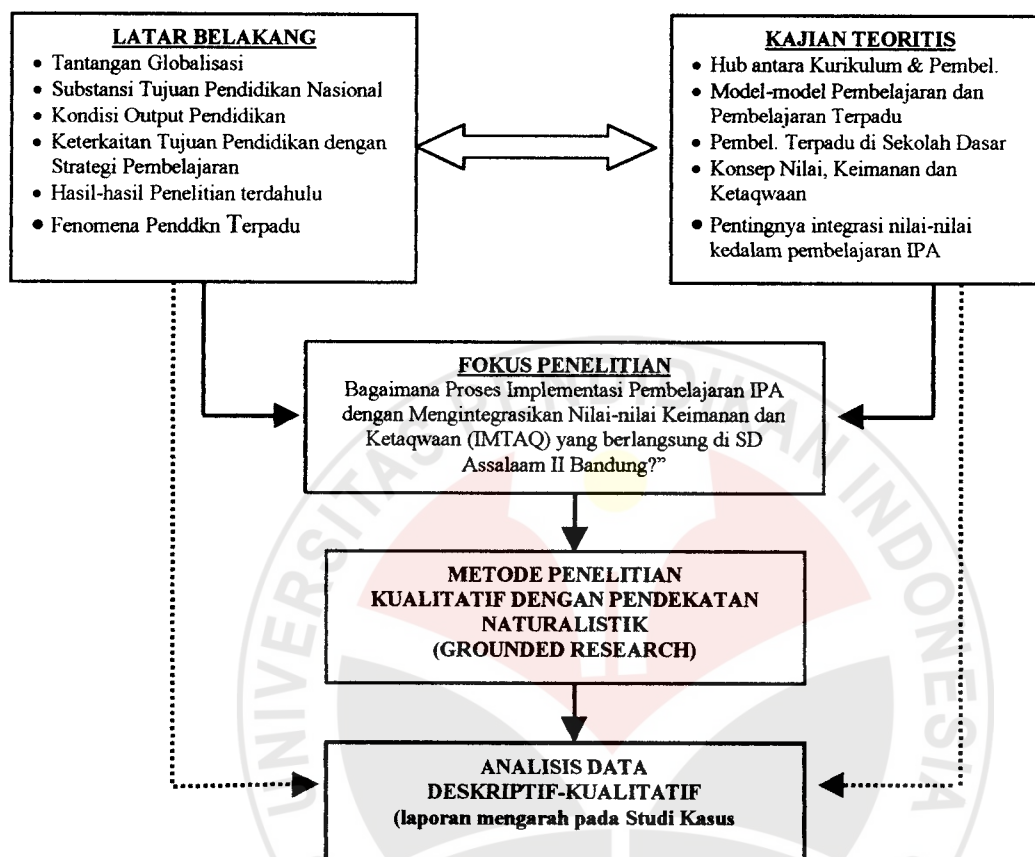 LATAR BELAKANG
• Tantangan Globalisasi
• Substansi Tujuan Pendidikan Nasional
• Kondisi Output Pendidikan
• Keterkaitan Tujuan Pendidikan dengan
Strategi Pembelajaran
• Hasil-hasil Penelitian terdahulu
• Fenomena Penddkn Terpadu
KAJIAN TEORITIS
• Hub antara Kurikulum & Pembel.
• Model-model Pembelajaran dan
Pembelajaran Terpadu
• Pembel. Terpadu di Sekolah Dasar
• Konsep Nilai, Keimanan dan
Ketaqwaan
• Pentingnya integrasi nilai-nilai
kedalam pembelajaran IPA
FOKUS PENELITIAN
Bagaimana Proses Implementasi Pembelajaran IPA
dengan Mengintegrasikan Nilai-nilai Keimanan dan
Ketaqwaan (IMTAQ) yang berlangsung di SD
Assalaam II Bandung?”
METODE PENELITIAN
KUALITATIF DENGAN PENDEKATAN
NATURALISTIK
(GROUNDED RESEARCH)
ANALISIS DATA
DESKRIPTIF-KUALITATIF
(laporan mengarah pada Studi Kasus
UNIVERSITAS PENDIDIKAN INDONESIA